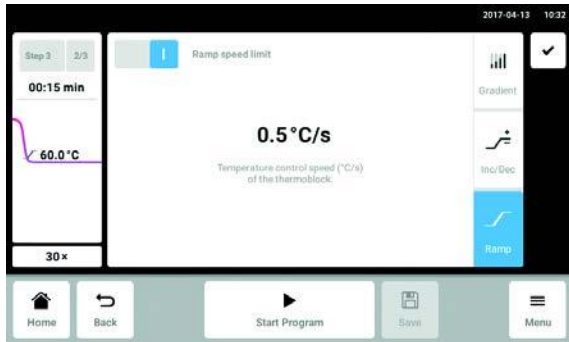 2017-04-13 10:32
Step 3 2/3
Ramp speed limit
00:15 min
Gradient
0.5°C/s
60.0°C
Temperature control speed (°C/s)
of the thermoblock.
Inc/Dec
Ramp
30×
Home
Back
Start Program
Save
Menu